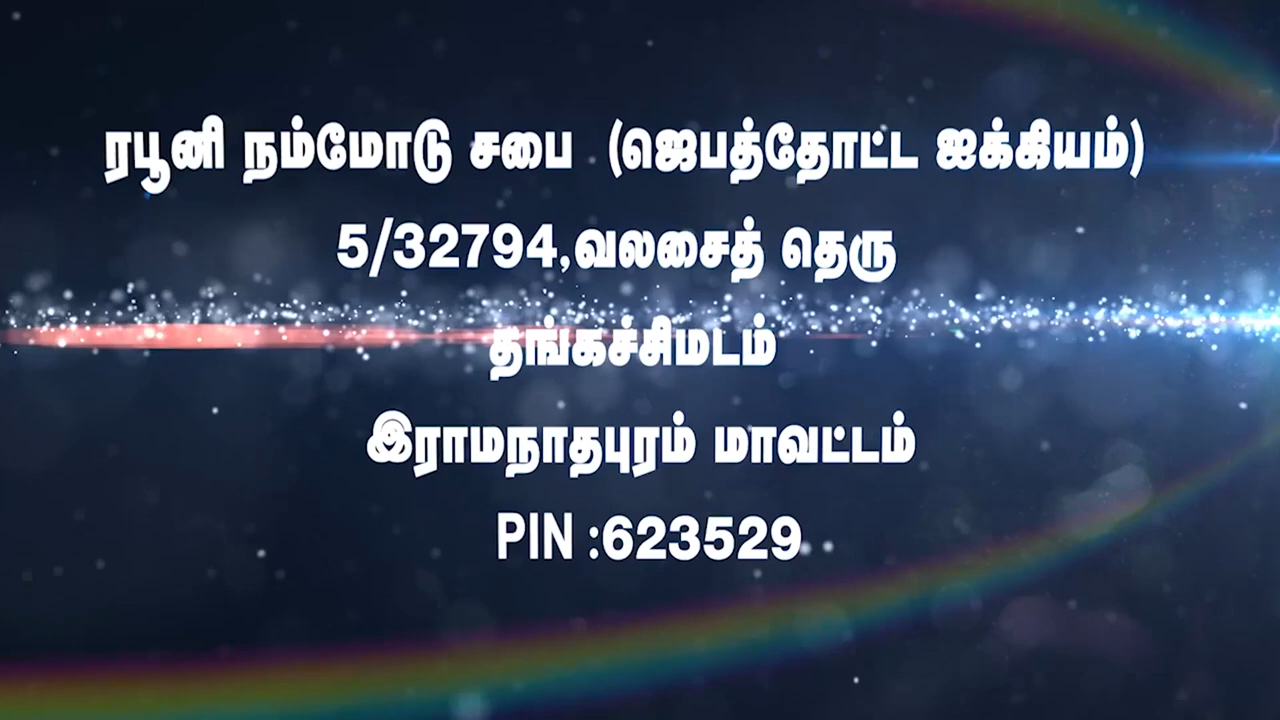 ரபூனி நம்மோடு சபை (ஜெபத்தோட்ட ஐக்கியம்)
5/32794,வலசைத் தெரு
தங்கச்சிமடம்
இராமநாதபுரம் மாவட்டம்
PIN :623529